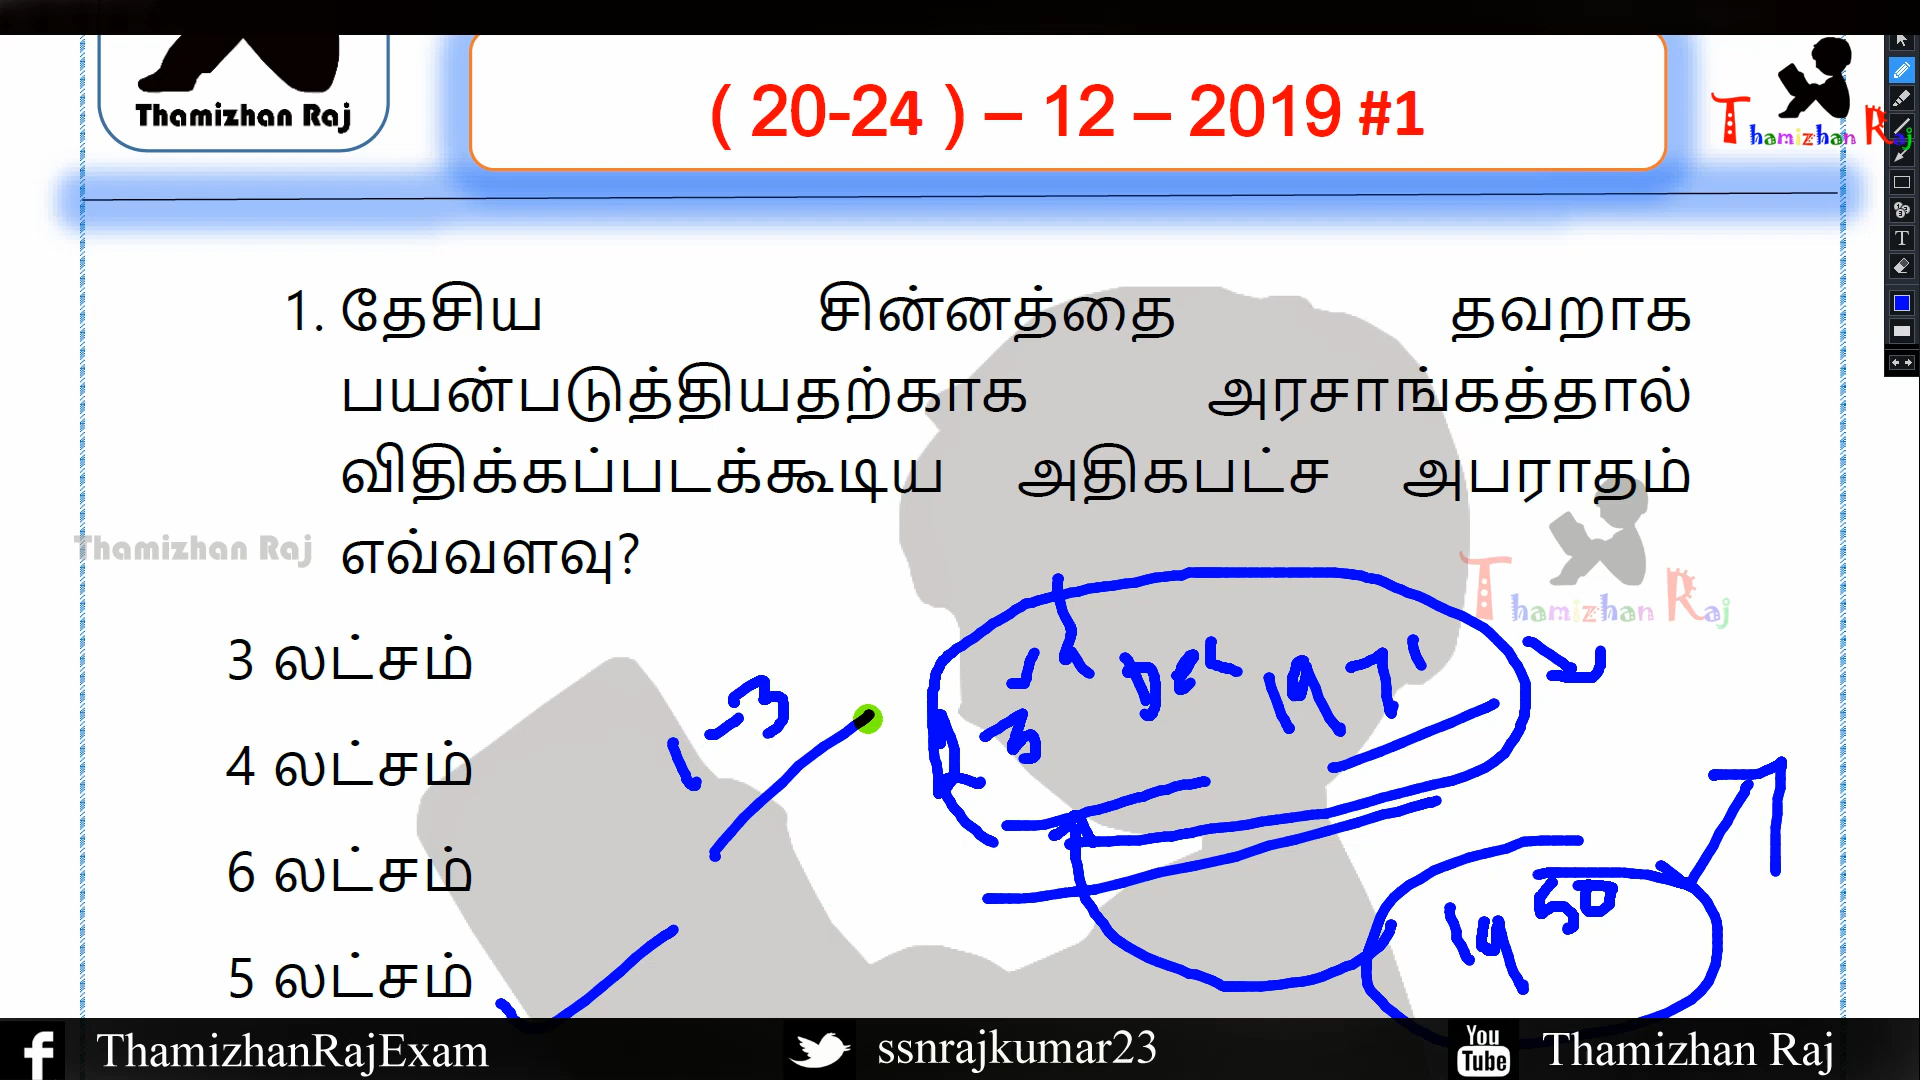 Thamizhan Raj
( 20-24 ) – 12 – 2019 #1
Thamizhan Raj
1. தேசிய சின்னத்தை தவறாக
பயன்படுத்தியதற்காக அரசாங்கத்தால்
விதிக்கப்படக்கூடிய அதிகபட்ச அபராதம்
எவ்வளவு?
Thamizhan Raj
Thamizhan Raj
3 லட்சம்
4 லட்சம்
6 லட்சம்
5 லட்சம்
1 - 3
1950
ThamizhanRajExam
ssnrajkumar23
You Tube
Thamizhan Raj